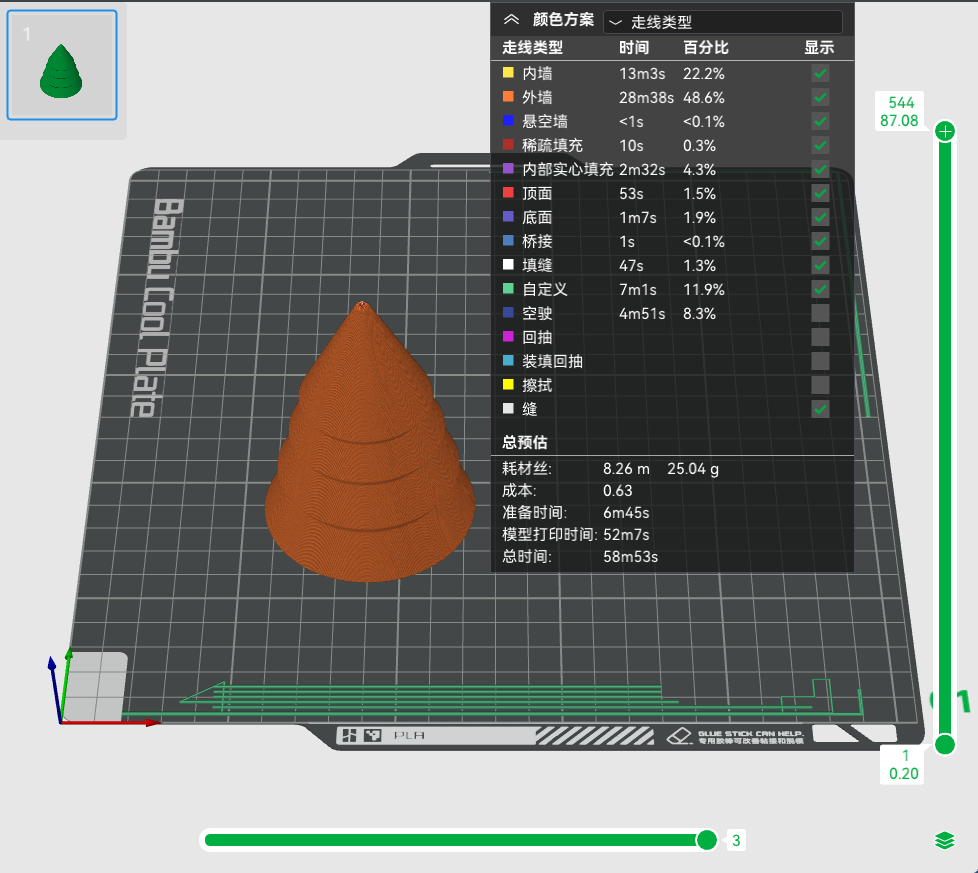 1
颜色方案 走线类型
走线类型 时间 百分比 显示
内墙 13m3s 22.2%
外墙 28m38s 48.6%
悬空墙 <1s <0.1%
稀疏填充 10s 0.3%
内部实心填充 2m32s 4.3%
顶面 53s 1.5%
底面 1m7s 1.9%
桥接 1s <0.1%
填缝 47s 1.3%
自定义 7m1s 11.9%
空驶 4m51s 8.3%
回抽
装填回抽
擦拭
缝
总预估
耗材丝: 8.26 m 25.04 g
成本: 0.63
准备时间: 6m45s
模型打印时间: 52m7s
总时间: 58m53s
544
87.08
Bambu Cool Plate
PLA
GLUE STICK CAN HELP.
专用胶棒可改善粘接和脱模
1
0.20
3